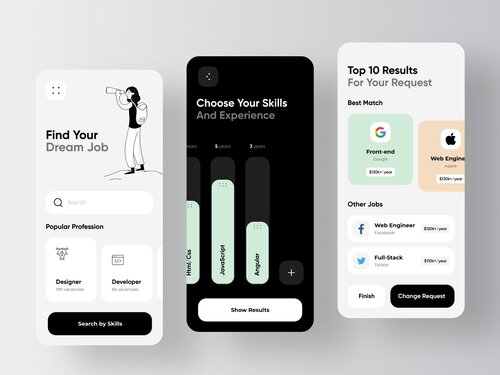 Find Your
Dream Job
Search
Popular Profession
Designer
190 vacancies
Developer
65 vacancies
Search by Skills
Choose Your Skills
And Experience
years
5 years
3 years
Html/Css
JavaScript
Angular
Show Results
Top 10 Results
For Your Request
Best Match
Front-end
Google
$130k+/year
Web Engine
Apple
$130k+/year
Other Jobs
Web Engineer
Facebook
$120k+/year
Full-Stack
Twitter
$110k+/year
Finish
Change Request